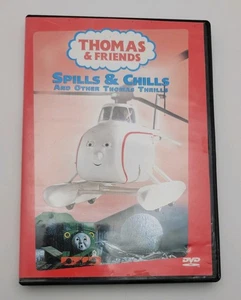 THOMAS
& FRIENDS
SPILLS & CHILLS
AND OTHER THOMAS THRILLS
DVD